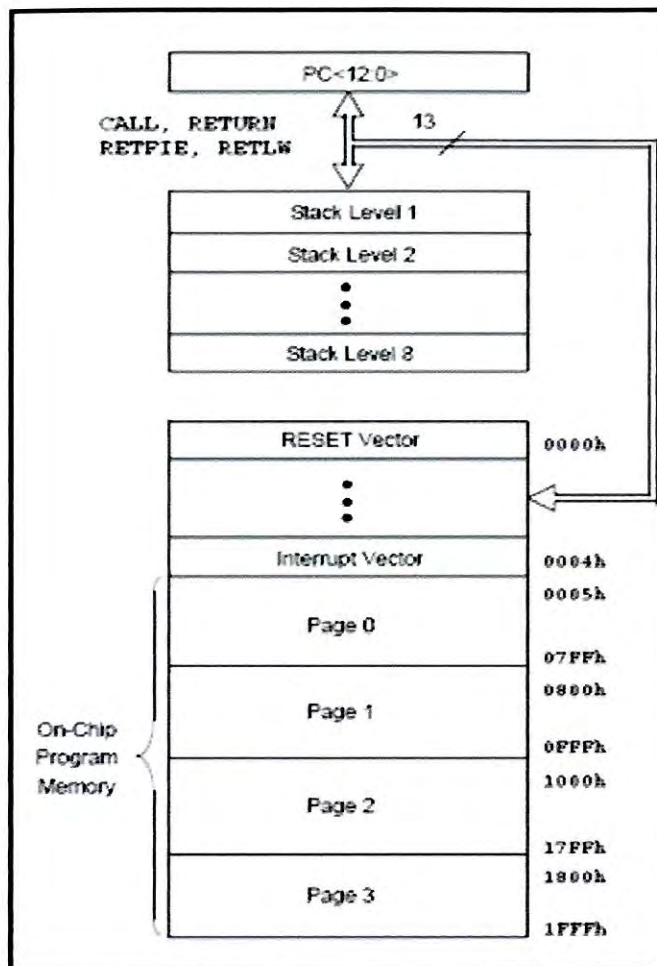 PC<12:0>
CALL, RETURN
RETFIE, RETLW
13
Stack Level 1
Stack Level 2
Stack Level 8
RESET Vector
0000h
Interrupt Vector
0004h
0005h
Page 0
07FFh
0800h
Page 1
0FFFh
On-Chip
Program
Memory
1000h
Page 2
17FFh
1800h
Page 3
1FFFh